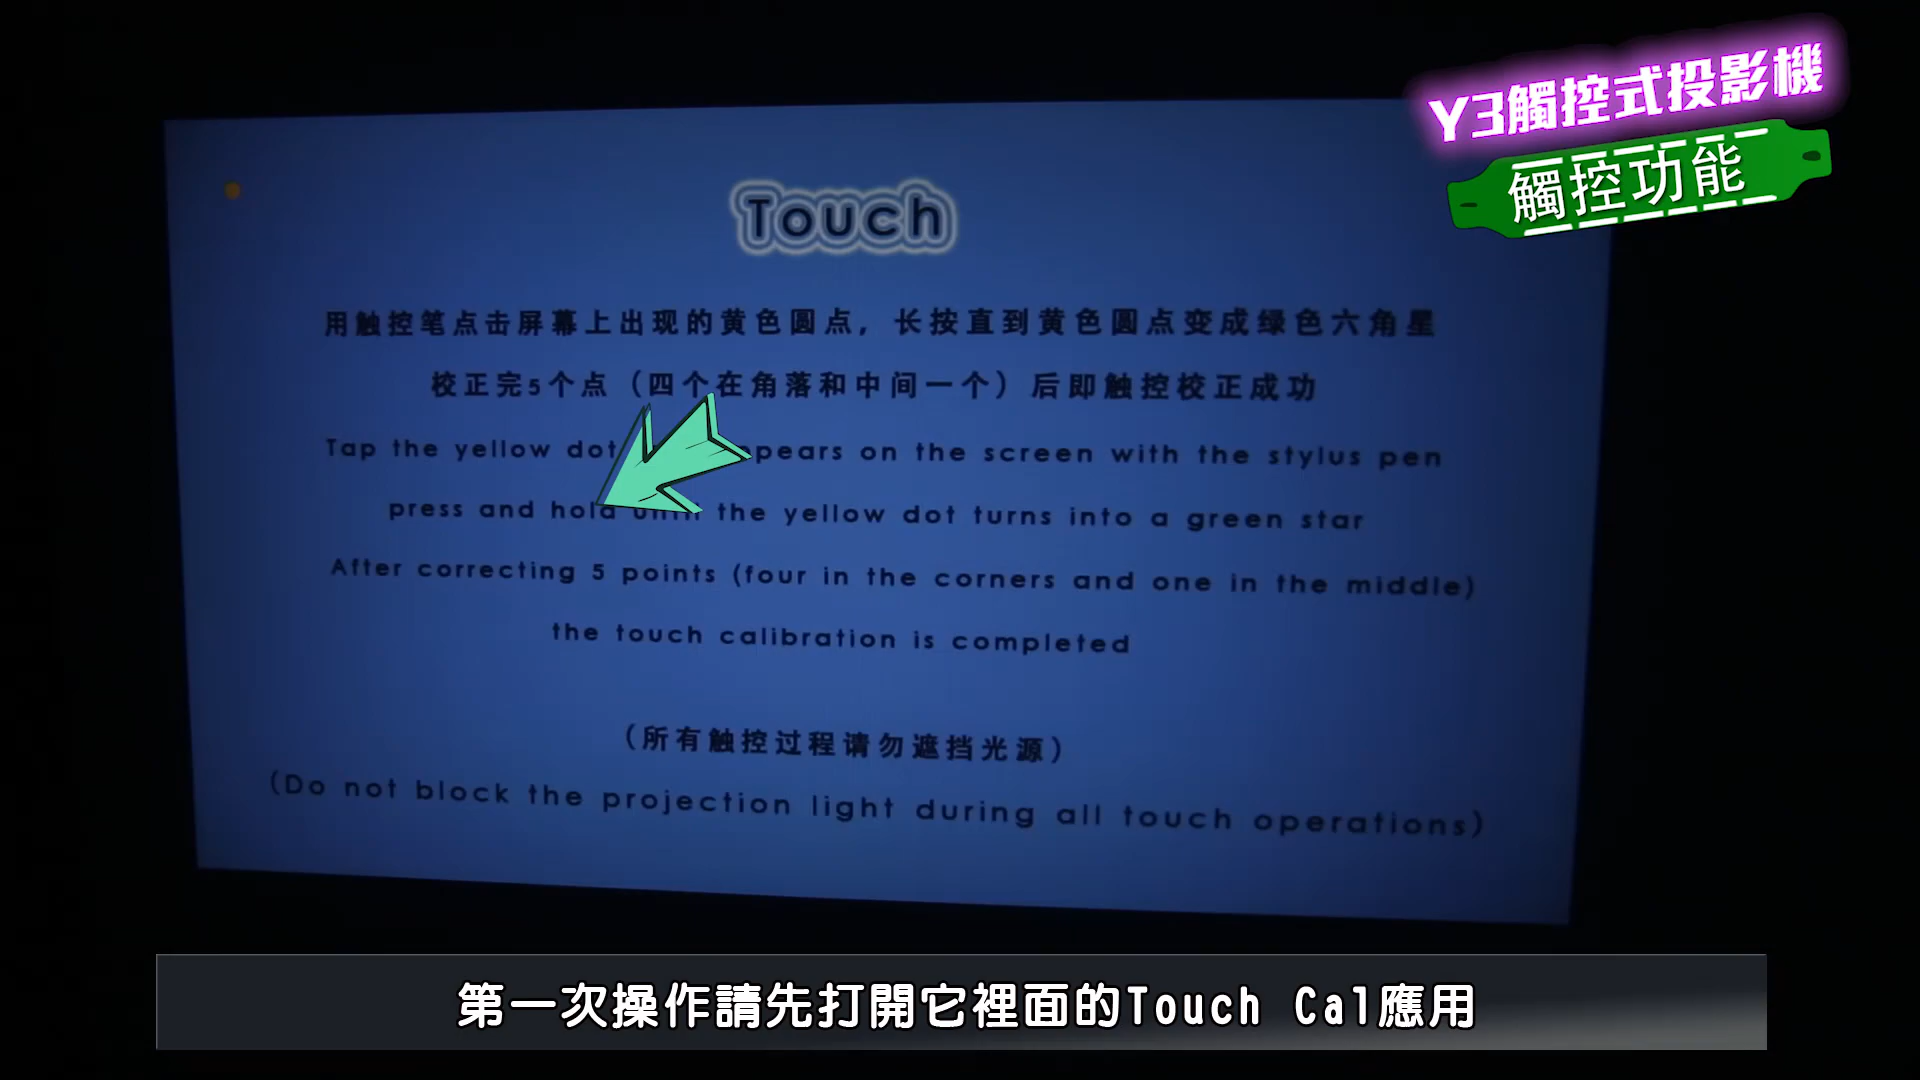 Y3觸控式投影機
觸控功能
Touch
用触控笔点击屏幕上出现的黄色圆点，长按直到黄色圆点变成绿色六角星
校正完5个点（四个在角落和中间一个）后即触控校正成功
Tap the yellow dot ppears on the screen with the stylus pen
press and hold until the yellow dot turns into a green star
After correcting 5 points (four in the corners and one in the middle)
the touch calibration is completed
（所有触控过程请勿遮挡光源）
(Do not block the projection light during all touch operations)
第一次操作請先打開它裡面的Touch Cal應用